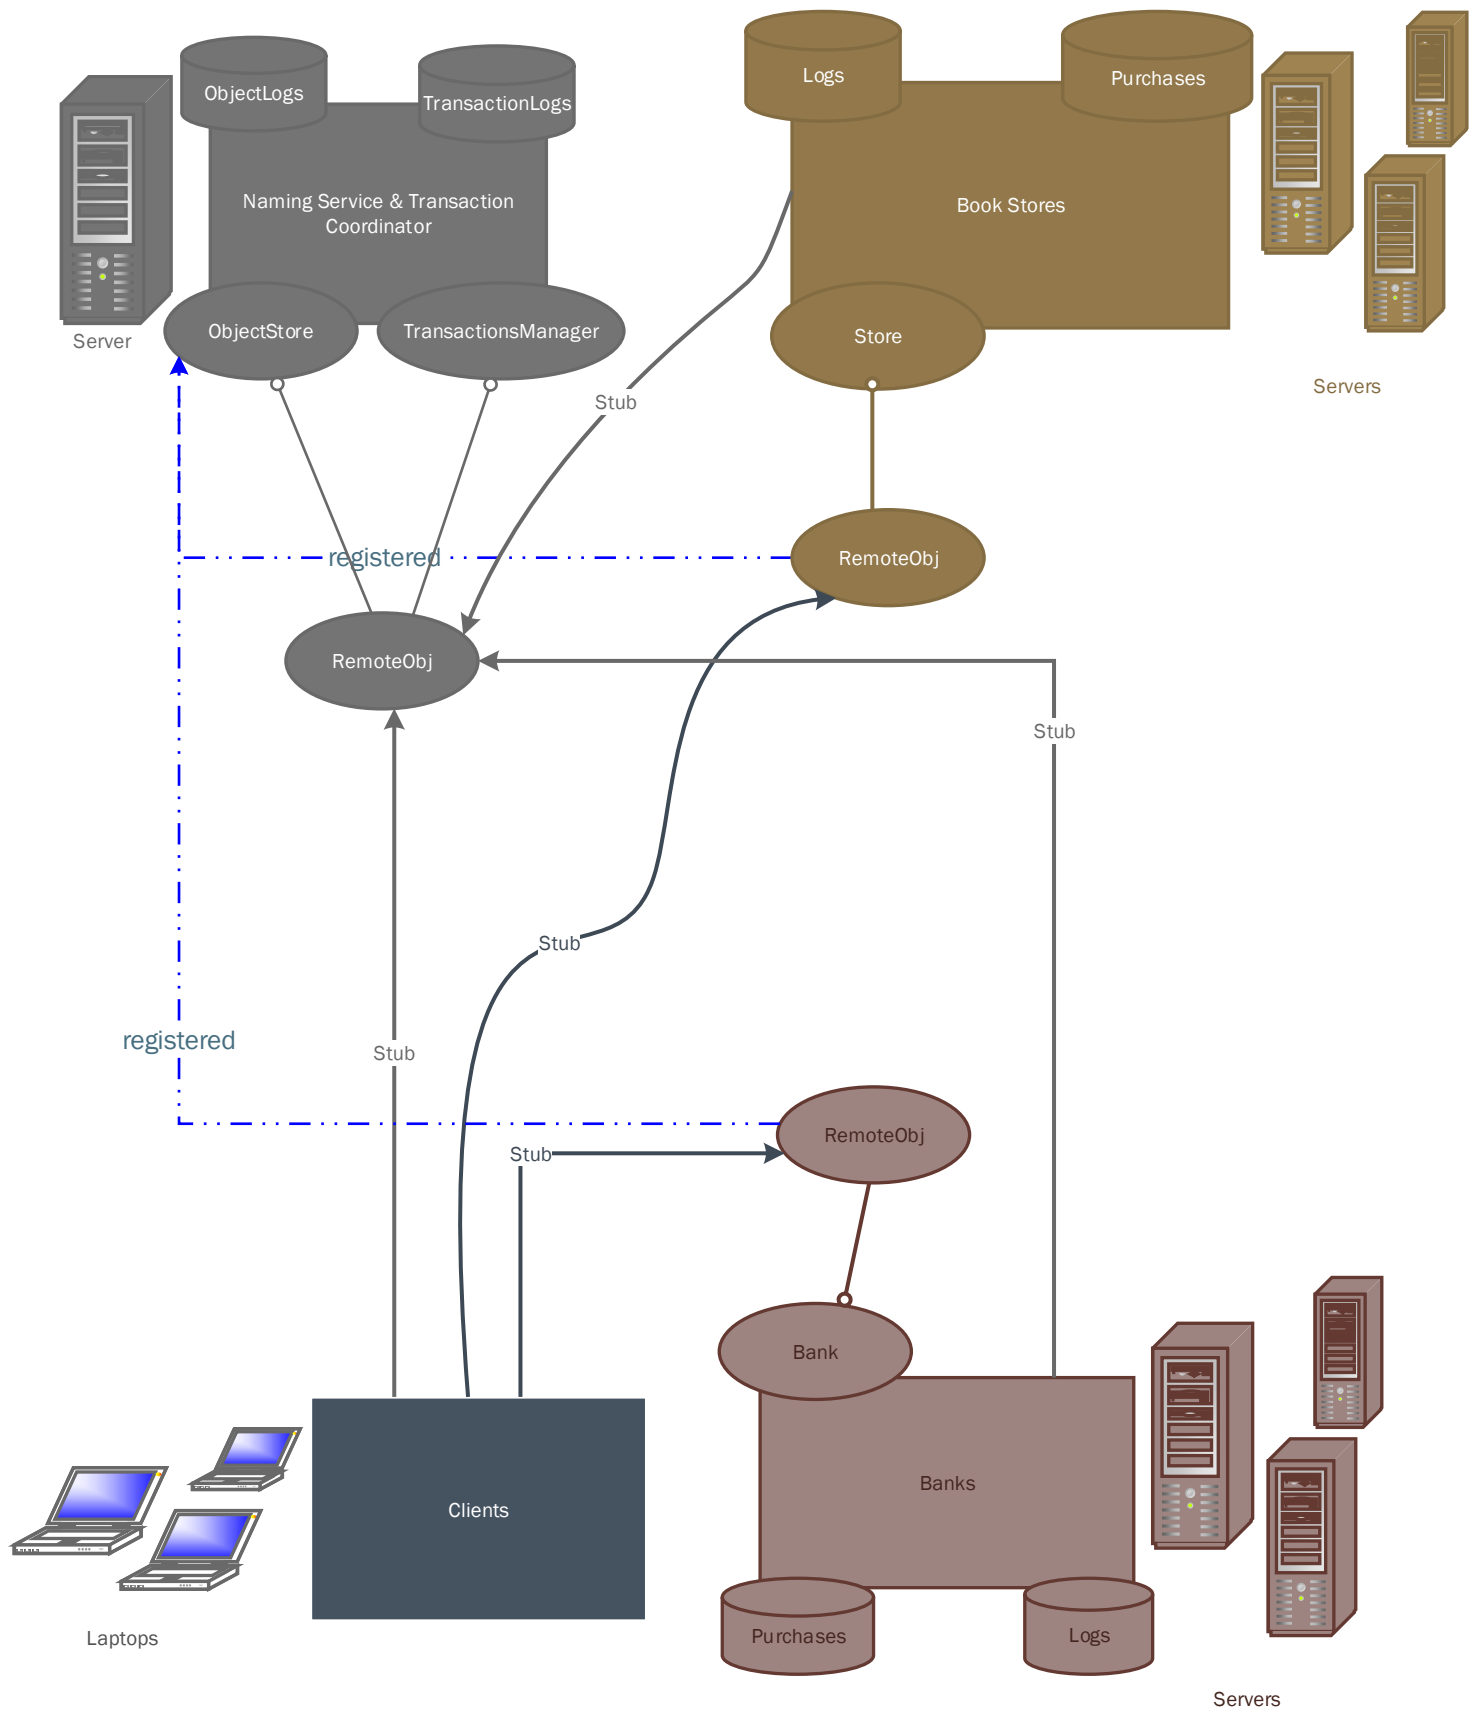 ObjectLogs
TransactionLogs
Logs
Purchases
Naming Service & Transaction
Coordinator
Book Stores
Server
ObjectStore
TransactionsManager
Store
Servers
Stub
registered
RemoteObj
RemoteObj
Stub
Stub
registered
Stub
RemoteObj
Stub
Bank
Clients
Banks
Laptops
Purchases
Logs
Servers